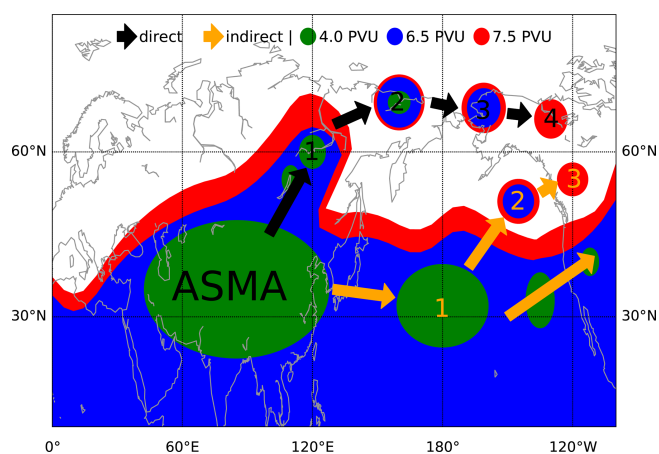 direct indirect | 4.0 PVU 6.5 PVU 7.5 PVU
2 3 4
1
60°N 60°N
3
2
ASMA
1
30°N 30°N
0° 60°E 120°E 180° 120°W